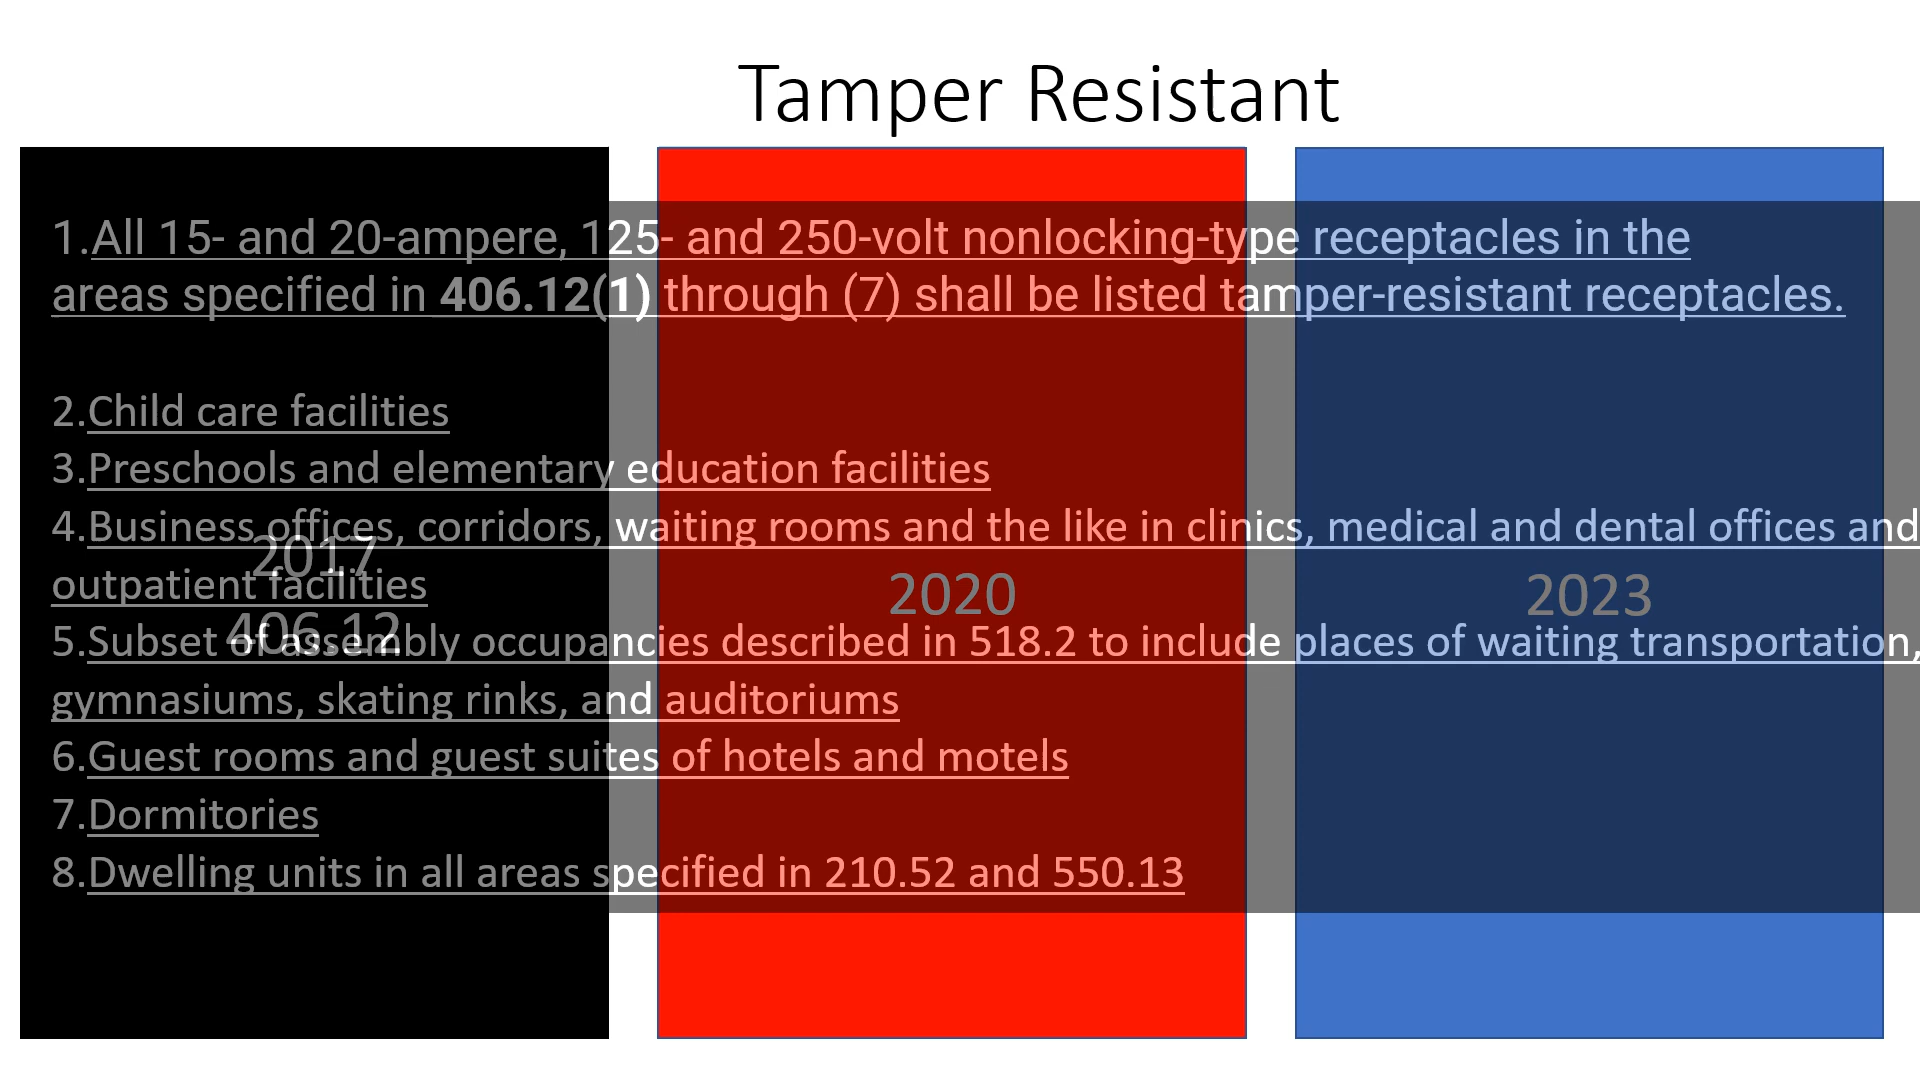 Tamper Resistant
1.All 15- and 20-ampere, 125- and 250-volt nonlocking-type receptacles in the
areas specified in 406.12(1) through (7) shall be listed tamper-resistant receptacles.
2.Child care facilities
3.Preschools and elementary education facilities
4.Business offices, corridors, waiting rooms and the like in clinics, medical and dental offices and
outpatient facilities
5.Subset of assembly occupancies described in 518.2 to include places of waiting transportation,
gymnasiums, skating rinks, and auditoriums
6.Guest rooms and guest suites of hotels and motels
7.Dormitories
8.Dwelling units in all areas specified in 210.52 and 550.13
2017
406.12
2020
2023